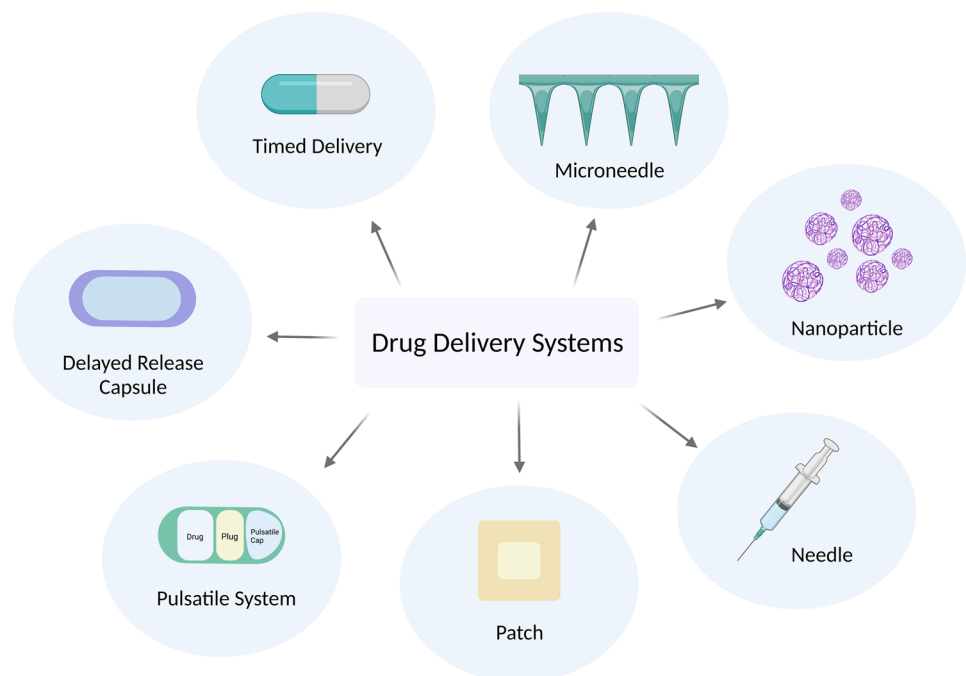 Timed Delivery
Microneedle
Nanoparticle
Drug Delivery Systems
Delayed Release
Capsule
Drug
Plug
Pulsatile
Cap
Needle
Pulsatile System
Patch